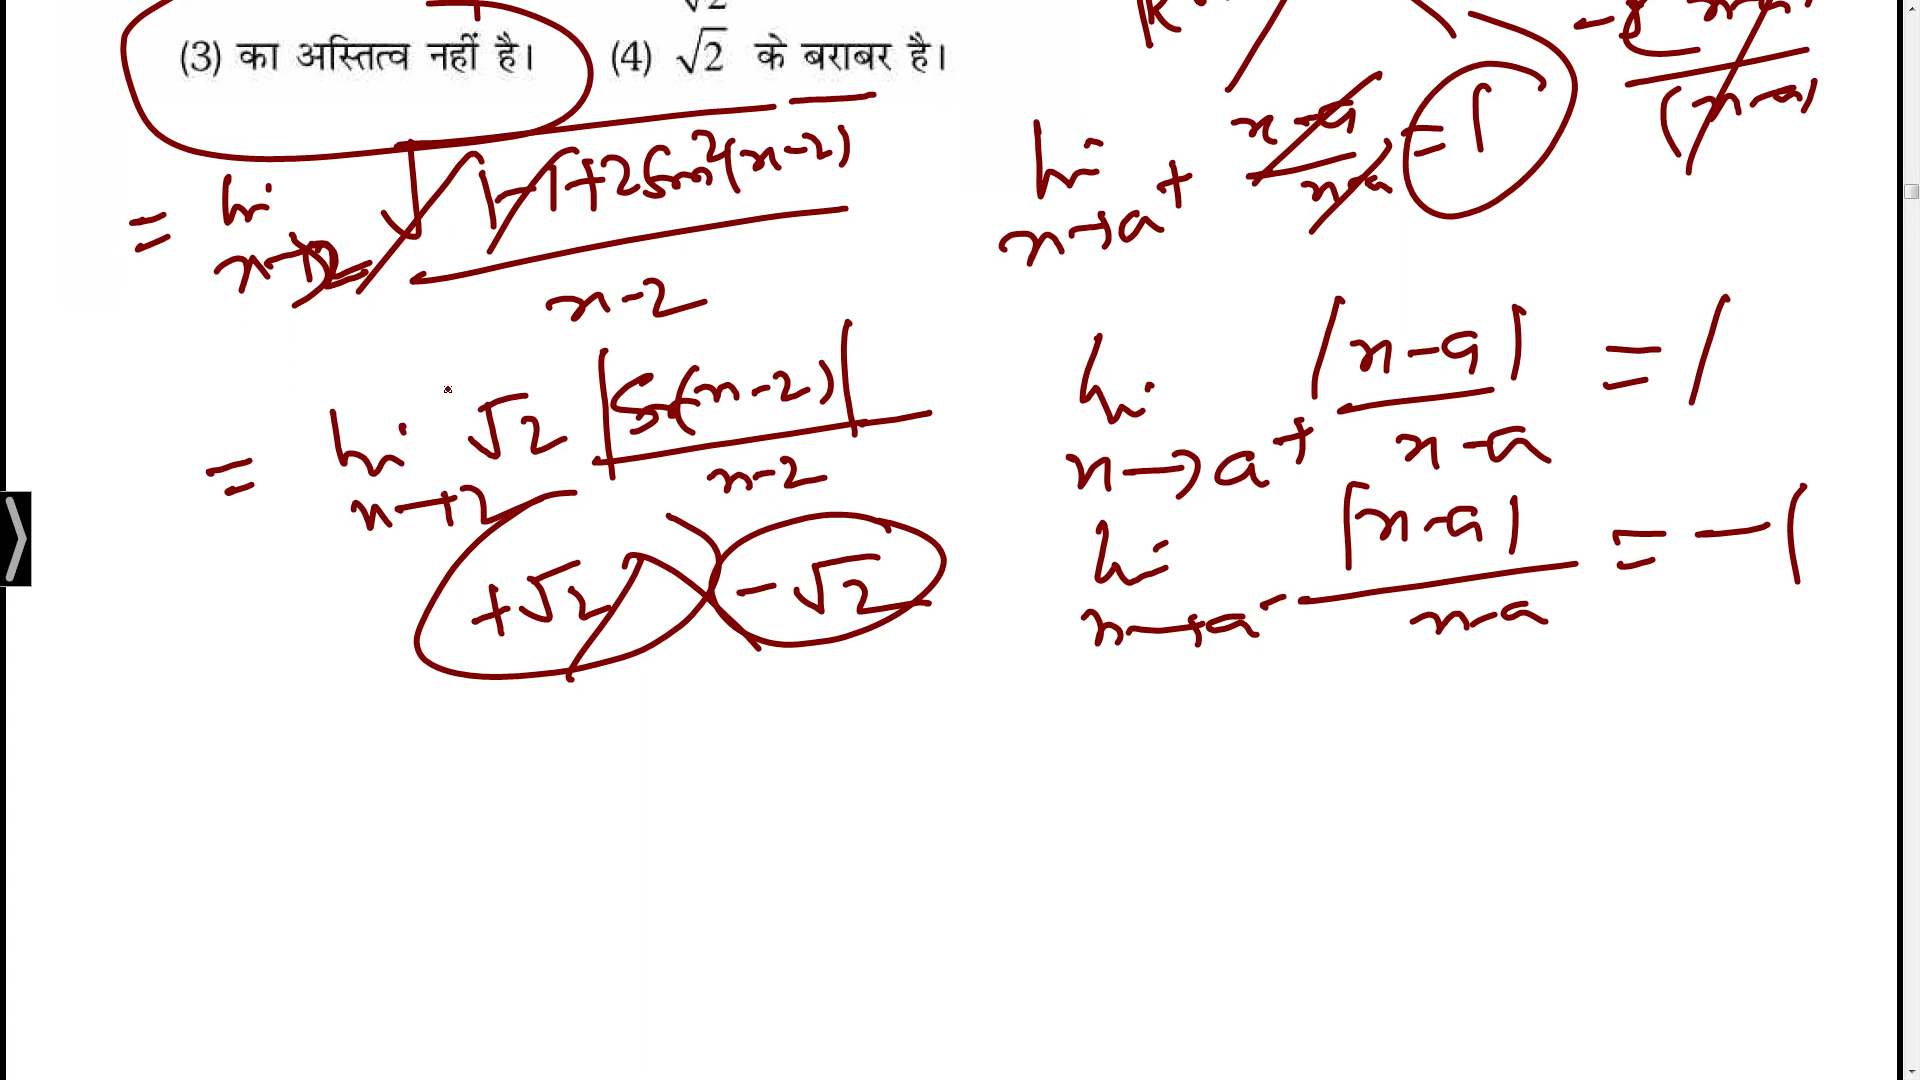 (3) का अस्तित्व नहीं है। (4) √2 के बराबर है।
= lim x→2 √(1-1+2Sin²(x-2)) / (x-2)
= lim x→2 √2 |Sin(x-2)| / (x-2)
+√2 -√2
lim x→a+ (x-a)/(x-a) = 1
lim x→a+ |x-a|/(x-a) = 1
lim x→a- |x-a|/(x-a) = -1